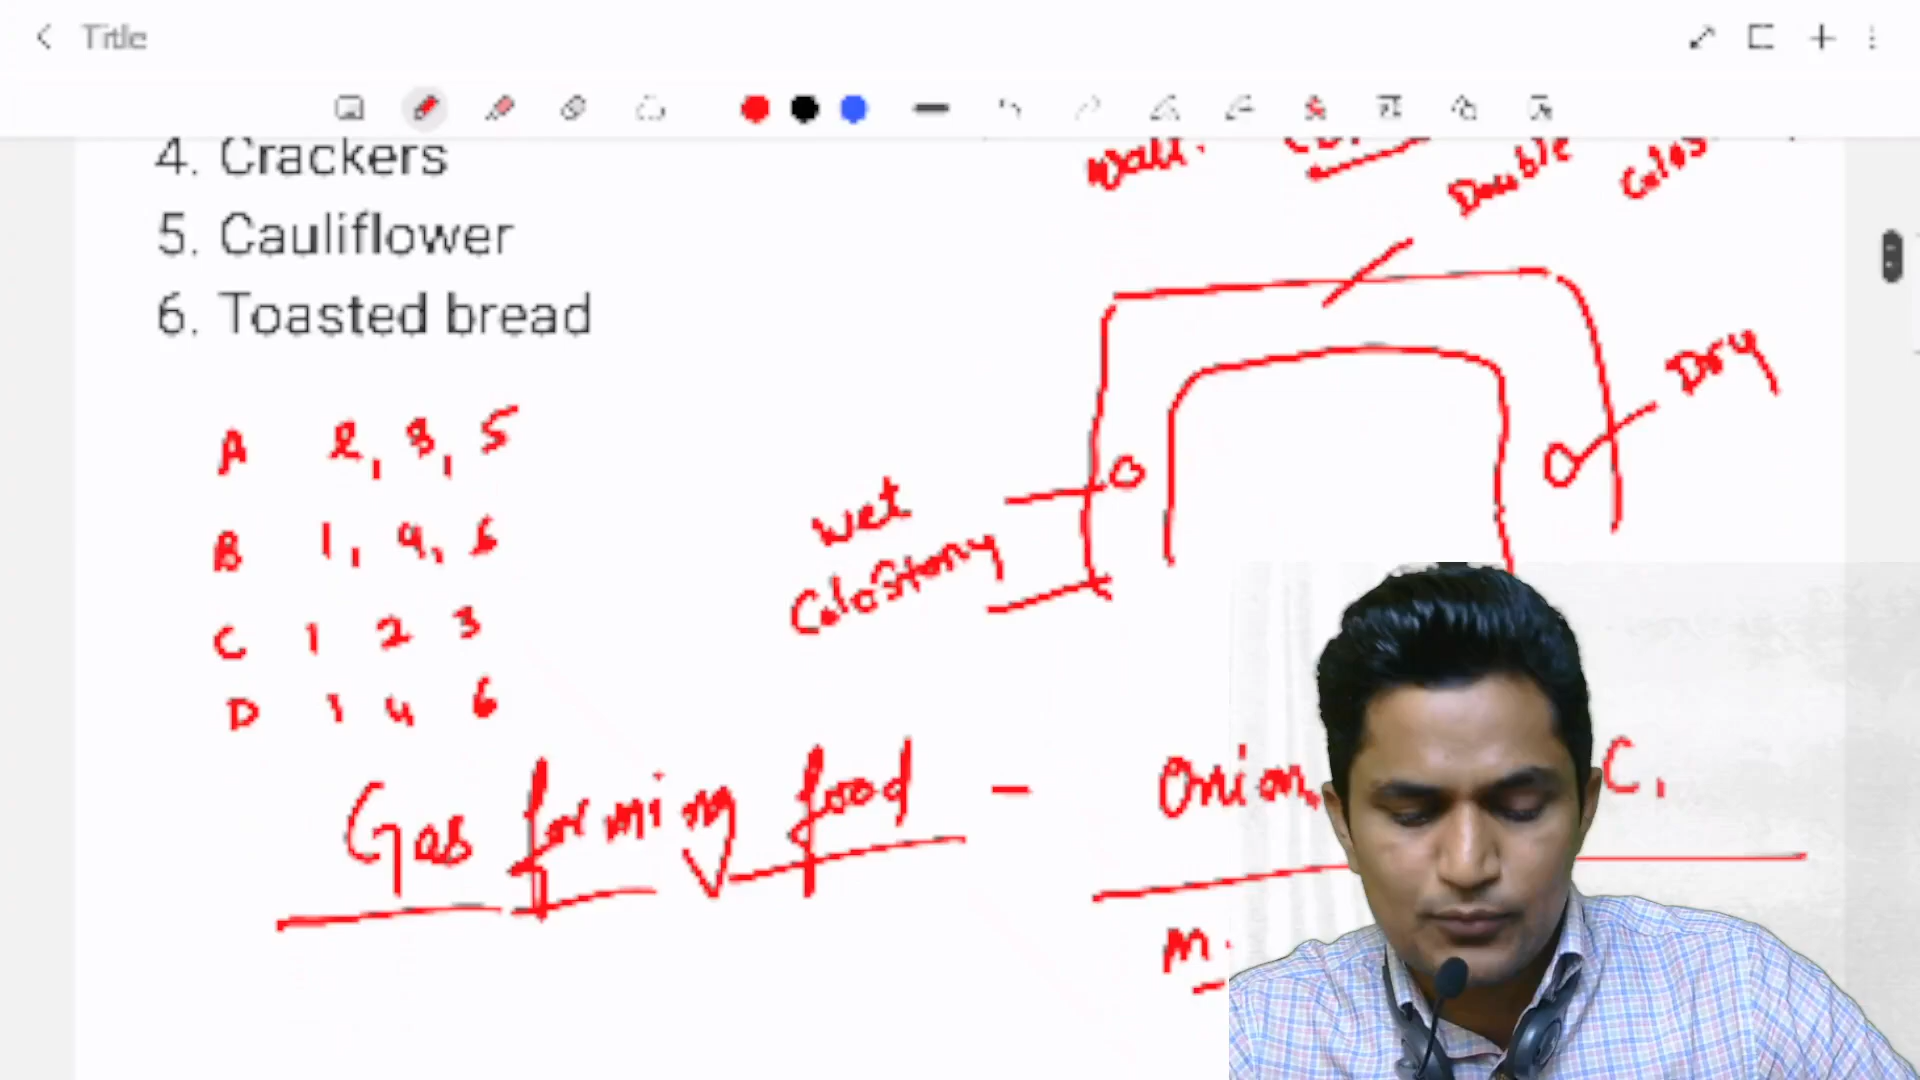 Title
4. Crackers
5. Cauliflower
6. Toasted bread
Wall.
Double
Dry
Wet
Colostomy
A 2, 3, 5
B 1, 4, 6
C 1 2 3
D 1 4 6
Gas forming food - Onion, C,
M.